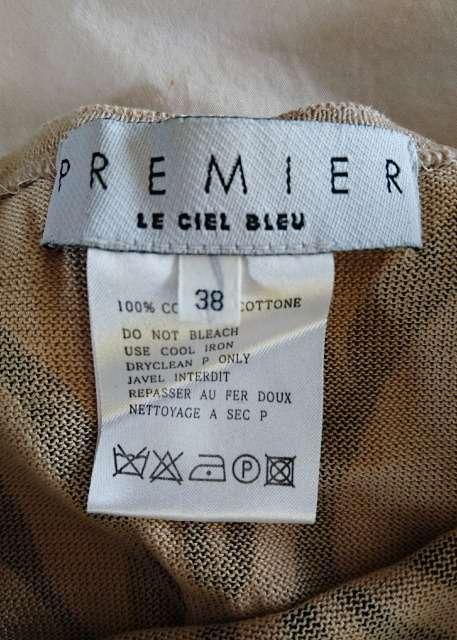 PREMIER
LE CIEL BLEU
38
100% CO COTTONE
DO NOT BLEACH
USE COOL IRON
DRYCLEAN P ONLY
JAVEL INTERDIT
REPASSER AU FER DOUX
NETTOYAGE A SEC P
P